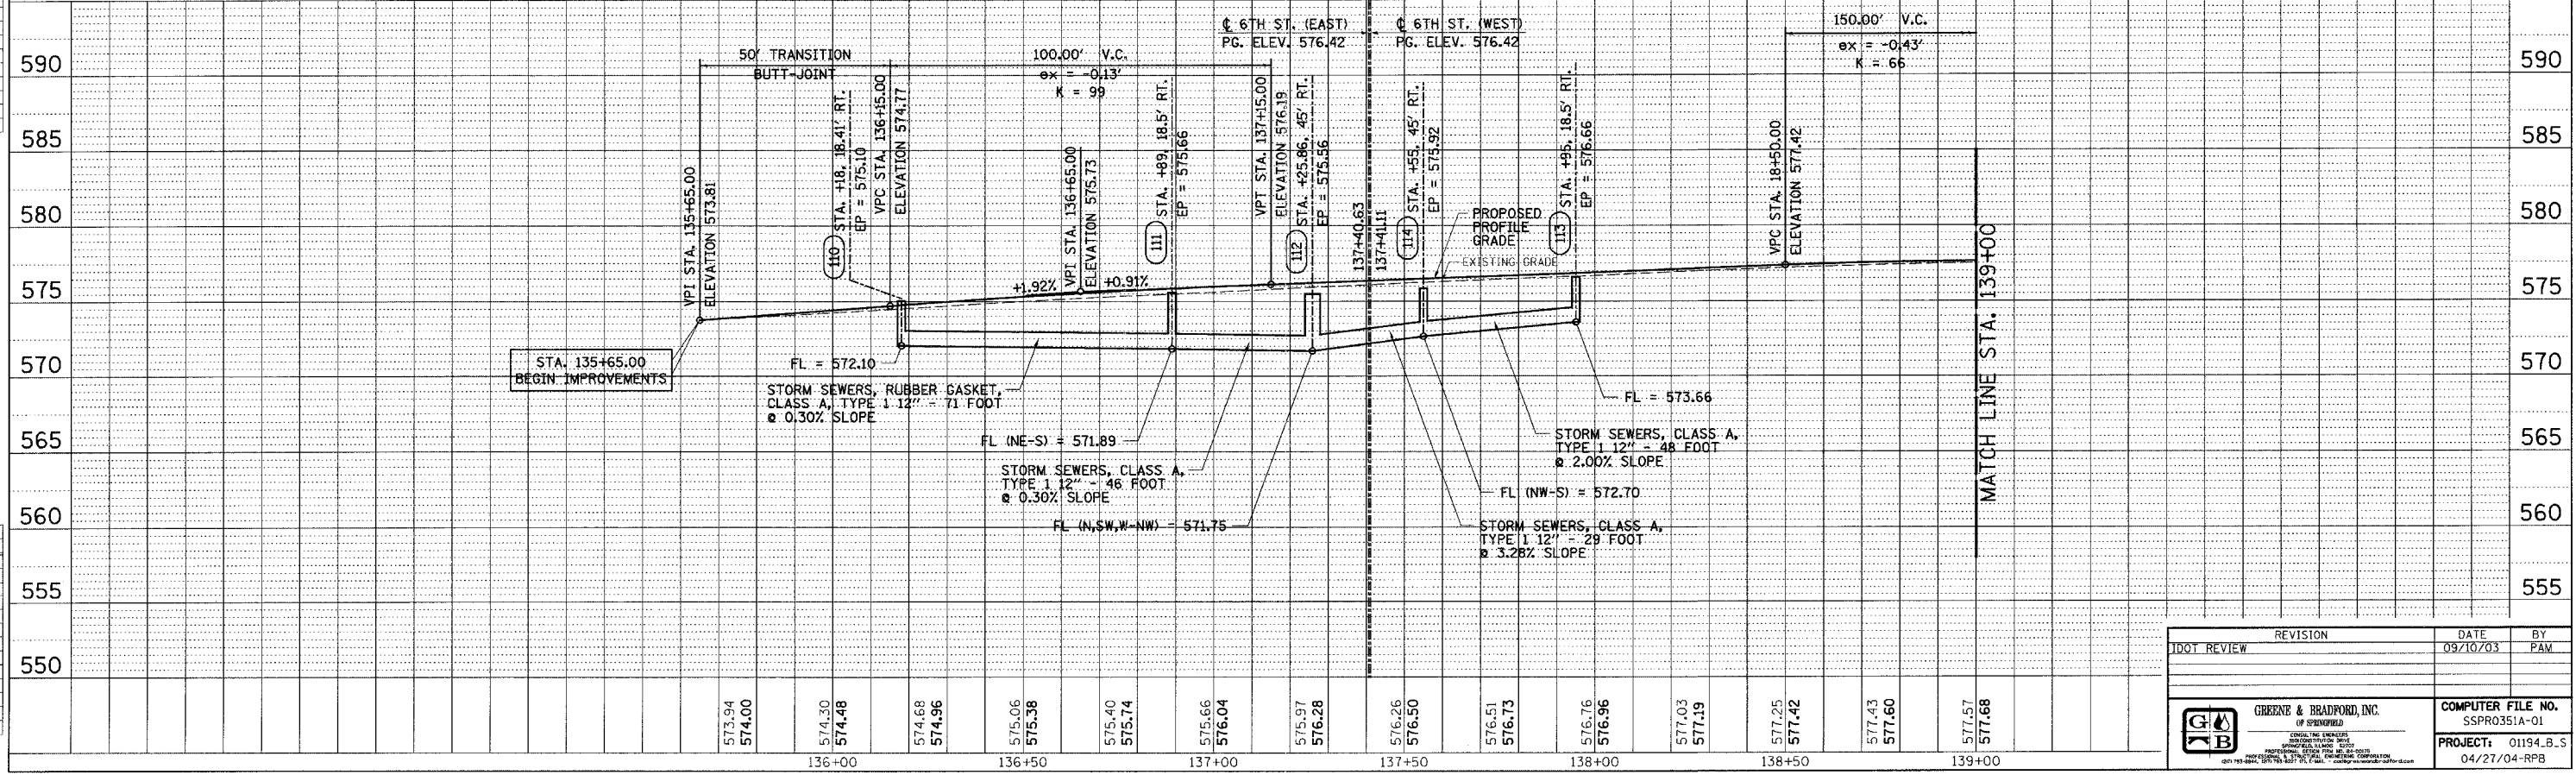 590
585
580
575
570
565
560
555
550
50' TRANSITION
BUTT-JOINT
100.00' V.C.
ex = -0.13'
K = 99
℄ 6TH ST. (EAST)
PG. ELEV. 576.42
℄ 6TH ST. (WEST)
PG. ELEV. 576.42
150.00' V.C.
ex = -0.43'
K = 66
VPI STA. 135+65.00
ELEVATION 573.81
110
STA. +18, 18.41' RT.
EP = 575.10
VPC STA. 136+15.00
ELEVATION 574.77
VPI STA. 136+65.00
ELEVATION 575.73
111
STA. +89, 18.5' RT.
EP = 575.66
VPT STA. 137+15.00
ELEVATION 576.19
112
STA. +25.86, 45' RT.
EP = 575.56
137+40.63
137+41.11
114
STA. +55, 45' RT.
EP = 575.92
PROPOSED
PROFILE
GRADE
EXISTING GRADE
113
STA. +95, 18.5' RT.
EP = 576.66
VPC STA. 18+50.00
ELEVATION 577.42
MATCH LINE STA. 139+00
+1.92%
+0.91%
STA. 135+65.00
BEGIN IMPROVEMENTS
FL = 572.10
STORM SEWERS, RUBBER GASKET,
CLASS A, TYPE 1 12" - 71 FOOT
@ 0.30% SLOPE
FL (NE-S) = 571.89
STORM SEWERS, CLASS A,
TYPE 1 12" - 46 FOOT
@ 0.30% SLOPE
FL (N,SW,W-NW) = 571.75
FL = 573.66
STORM SEWERS, CLASS A,
TYPE 1 12" - 48 FOOT
@ 2.00% SLOPE
FL (NW-S) = 572.70
STORM SEWERS, CLASS A,
TYPE 1 12" - 29 FOOT
@ 3.28% SLOPE
590
585
580
575
570
565
560
555
573.94
574.00
574.30
574.48
574.68
574.96
575.06
575.38
575.40
575.74
575.66
576.04
575.97
576.28
576.26
576.50
576.51
576.73
576.76
576.96
577.03
577.19
577.25
577.42
577.43
577.60
577.57
577.68
136+00
136+50
137+00
137+50
138+00
138+50
139+00
REVISION DATE BY
IDOT REVIEW 09/10/03 PAM
G B
GREENE & BRADFORD, INC.
OF SPRINGFIELD
CONSULTING ENGINEERS
COMPUTER FILE NO.
SSPR0351A-01
PROJECT: 01194_B_S
04/27/04-RPB